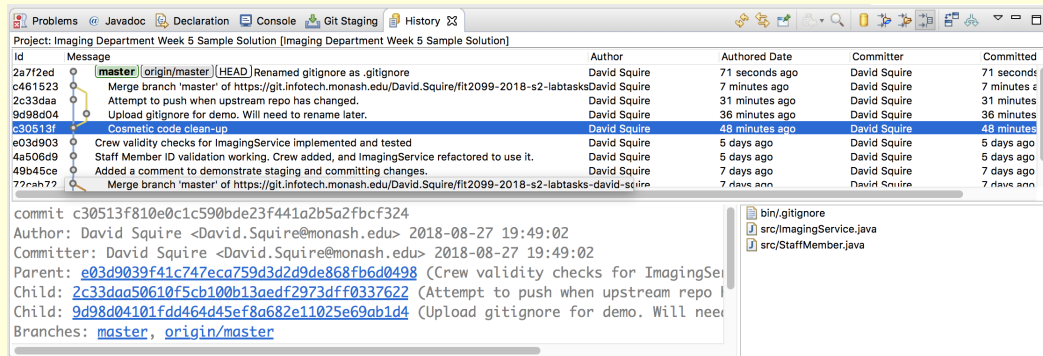 Problems @ Javadoc Declaration Console Git Staging History
Project: Imaging Department Week 5 Sample Solution [Imaging Department Week 5 Sample Solution]
Id Message Author Authored Date Committer Committed
2a7f2ed master origin/master HEAD Renamed gitignore as .gitignore David Squire 71 seconds ago David Squire 71 seconds
c461523 Merge branch 'master' of https://git.infotech.monash.edu/David.Squire/fit2099-2018-s2-labtasks David Squire 7 minutes ago David Squire 7 minutes a
2c33daa Attempt to push when upstream repo has changed. David Squire 31 minutes ago David Squire 31 minutes
9d98d04 Upload gitignore for demo. Will need to rename later. David Squire 36 minutes ago David Squire 36 minutes
c30513f Cosmetic code clean-up David Squire 48 minutes ago David Squire 48 minutes
e03d903 Crew validity checks for ImagingService implemented and tested David Squire 5 days ago David Squire 5 days ago
4a506d9 Staff Member ID validation working. Crew added, and ImagingService refactored to use it. David Squire 5 days ago David Squire 5 days ago
49b45ce Added a comment to demonstrate staging and committing changes. David Squire 7 days ago David Squire 7 days ago
72cab72 Merge branch 'master' of https://git.infotech.monash.edu/David.Squire/fit2099-2018-s2-labtasks-david-squire 7 days ago David Squire 7 days ago
commit c30513f810e0c1c590bde23f441a2b5a2fbcf324
Author: David Squire <David.Squire@monash.edu> 2018-08-27 19:49:02
Committer: David Squire <David.Squire@monash.edu> 2018-08-27 19:49:02
Parent: e03d9039f41c747eca759d3d2d9de868fb6d0498 (Crew validity checks for ImagingSer
Child: 2c33daa50610f5cb100b13aedf2973dff0337622 (Attempt to push when upstream repo
Child: 9d98d04101fdd464d45ef8a682e11025e69ab1d4 (Upload gitignore for demo. Will nee
Branches: master, origin/master
bin/.gitignore
src/ImagingService.java
src/StaffMember.java